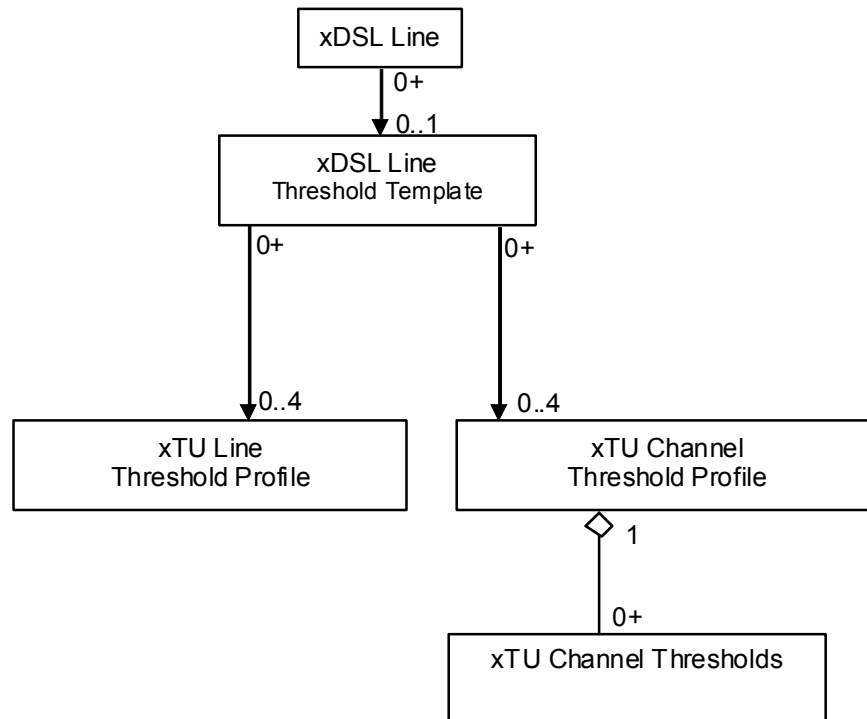 xDSL Line
0+
0..1
xDSL Line
Threshold Template
0+
0+
0..4
0..4
xTU Line
Threshold Profile
xTU Channel
Threshold Profile
1
0+
xTU Channel Thresholds